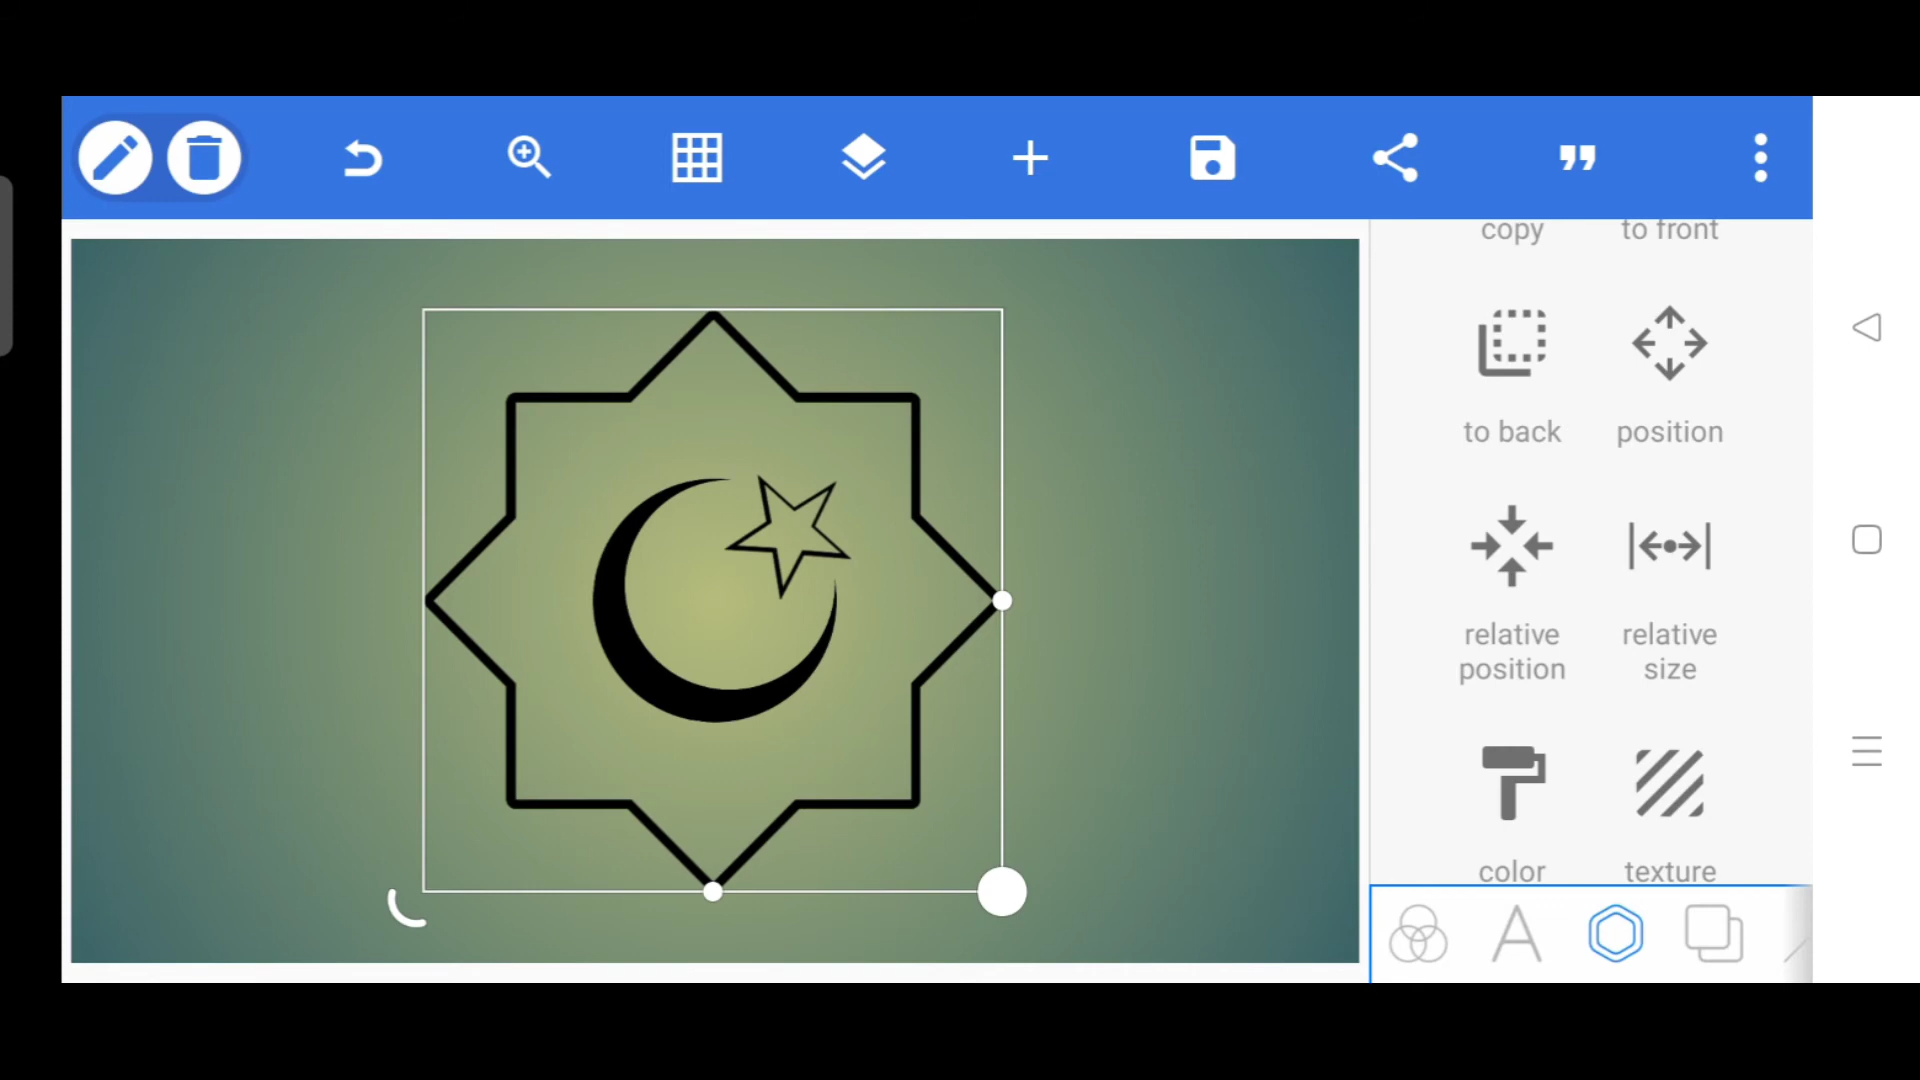 copy
to front
to back
position
relative
position
relative
size
color
texture